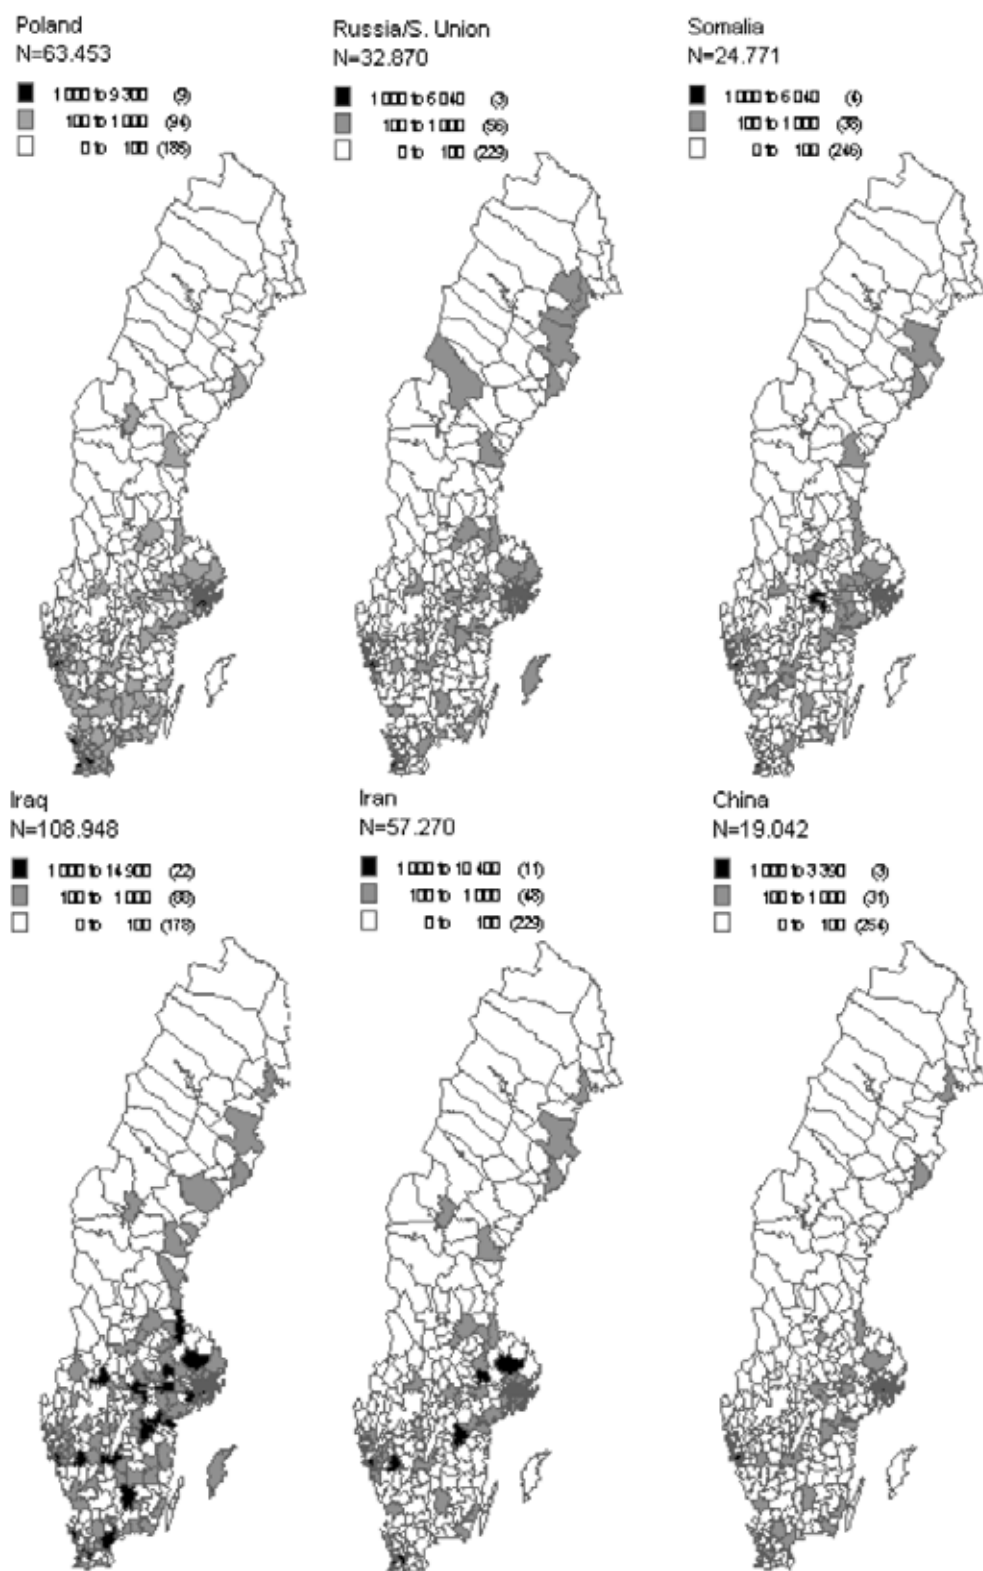 Poland
N=63.453
1 000 to 9 300 (9)
100 to 1 000 (94)
0 to 100 (186)
Russia/S. Union
N=32.870
1 000 to 6 040 (3)
100 to 1 000 (56)
0 to 100 (229)
Somalia
N=24.771
1 000 to 6 040 (4)
100 to 1 000 (38)
0 to 100 (246)
Iraq
N=108.948
1 000 to 14 900 (22)
100 to 1 000 (88)
0 to 100 (178)
Iran
N=57.270
1 000 to 10 400 (11)
100 to 1 000 (48)
0 to 100 (229)
China
N=19.042
1 000 to 3 390 (3)
100 to 1 000 (31)
0 to 100 (254)